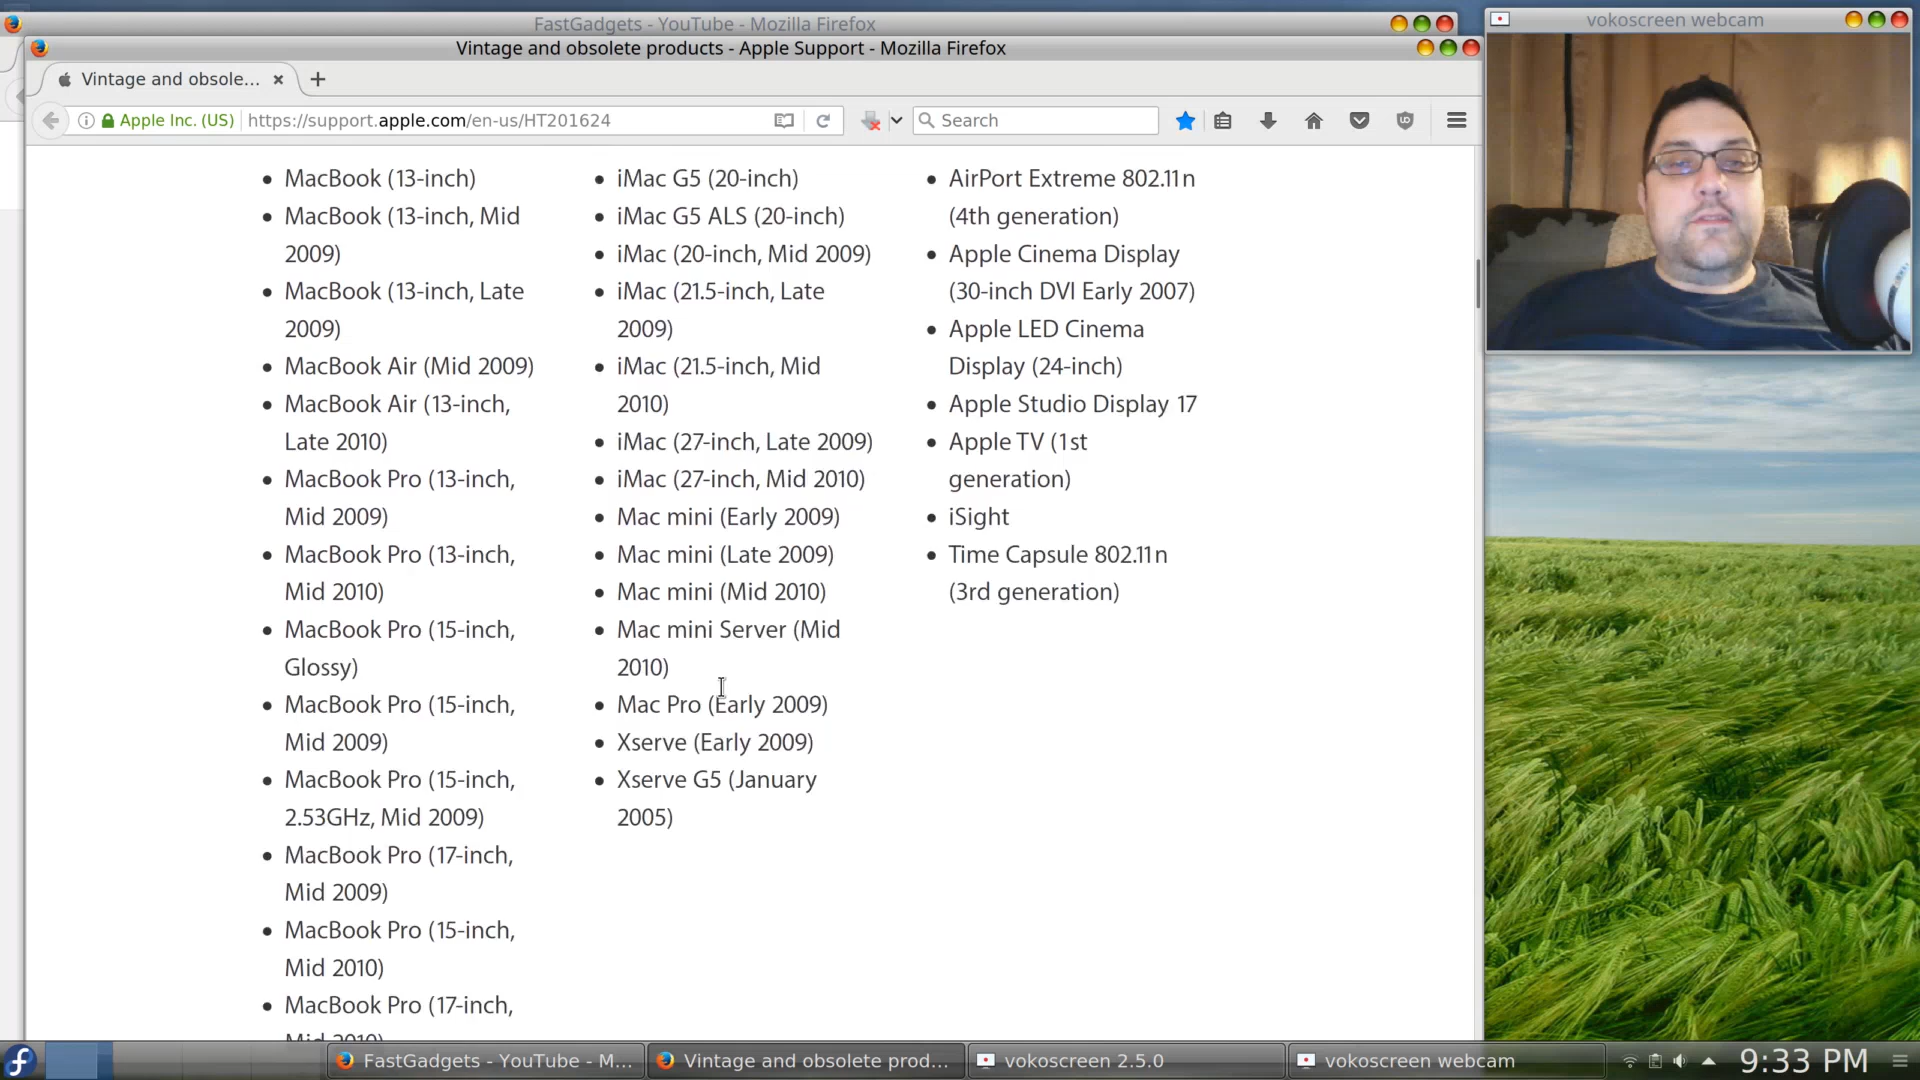 FastGadgets - YouTube - Mozilla Firefox
vokoscreen webcam
Vintage and obsolete products - Apple Support - Mozilla Firefox
Vintage and obsole...
Apple Inc. (US)
https://support.apple.com/en-us/HT201624
Search
MacBook (13-inch)
MacBook (13-inch, Mid
2009)
MacBook (13-inch, Late
2009)
MacBook Air (Mid 2009)
MacBook Air (13-inch,
Late 2010)
MacBook Pro (13-inch,
Mid 2009)
MacBook Pro (13-inch,
Mid 2010)
MacBook Pro (15-inch,
Glossy)
MacBook Pro (15-inch,
Mid 2009)
MacBook Pro (15-inch,
2.53GHz, Mid 2009)
MacBook Pro (17-inch,
Mid 2009)
MacBook Pro (15-inch,
Mid 2010)
MacBook Pro (17-inch,
Mid 2010)
iMac G5 (20-inch)
iMac G5 ALS (20-inch)
iMac (20-inch, Mid 2009)
iMac (21.5-inch, Late
2009)
iMac (21.5-inch, Mid
2010)
iMac (27-inch, Late 2009)
iMac (27-inch, Mid 2010)
Mac mini (Early 2009)
Mac mini (Late 2009)
Mac mini (Mid 2010)
Mac mini Server (Mid
2010)
Mac Pro (Early 2009)
Xserve (Early 2009)
Xserve G5 (January
2005)
AirPort Extreme 802.11n
(4th generation)
Apple Cinema Display
(30-inch DVI Early 2007)
Apple LED Cinema
Display (24-inch)
Apple Studio Display 17
Apple TV (1st
generation)
iSight
Time Capsule 802.11n
(3rd generation)
FastGadgets - YouTube - M...
Vintage and obsolete prod...
vokoscreen 2.5.0
vokoscreen webcam
9:33 PM